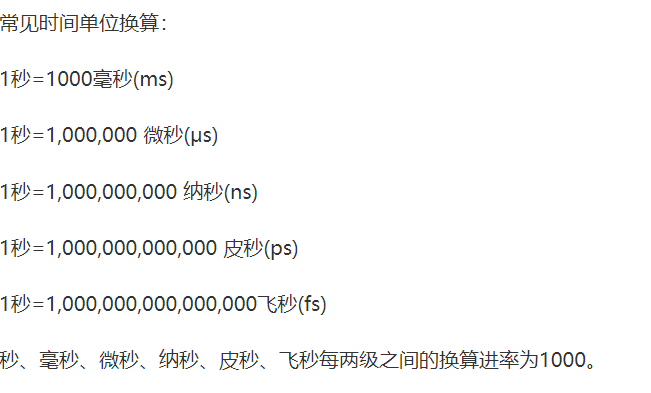 常见时间单位换算：
1秒=1000毫秒(ms)
1秒=1,000,000 微秒(μs)
1秒=1,000,000,000 纳秒(ns)
1秒=1,000,000,000,000 皮秒(ps)
1秒=1,000,000,000,000,000飞秒(fs)
秒、毫秒、微秒、纳秒、皮秒、飞秒每两级之间的换算进率为1000。